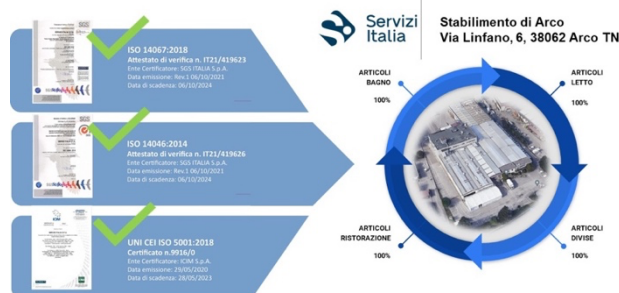 ISO 14067:2018
Attestato di verifica n. IT21/419623
Ente Certificatore: SGS ITALIA S.p.A.
Data emissione: Rev.1 06/10/2021
Data di scadenza: 06/10/2024
ISO 14046:2014
Attestato di verifica n. IT21/419626
Ente Certificatore: SGS ITALIA S.p.A.
Data emissione: Rev.1 06/10/2021
Data di scadenza: 06/10/2024
UNI CEI ISO 5001:2018
Certificato n.9916/0
Ente Certificatore: ICIM S.p.A.
Data emissione: 29/05/2020
Data di scadenza: 28/05/2023
Servizi
Italia
Stabilimento di Arco
Via Linfano, 6, 38062 Arco TN
ARTICOLI
BAGNO
100%
ARTICOLI
LETTO
100%
ARTICOLI
RISTORAZIONE
100%
ARTICOLI
DIVISE
100%